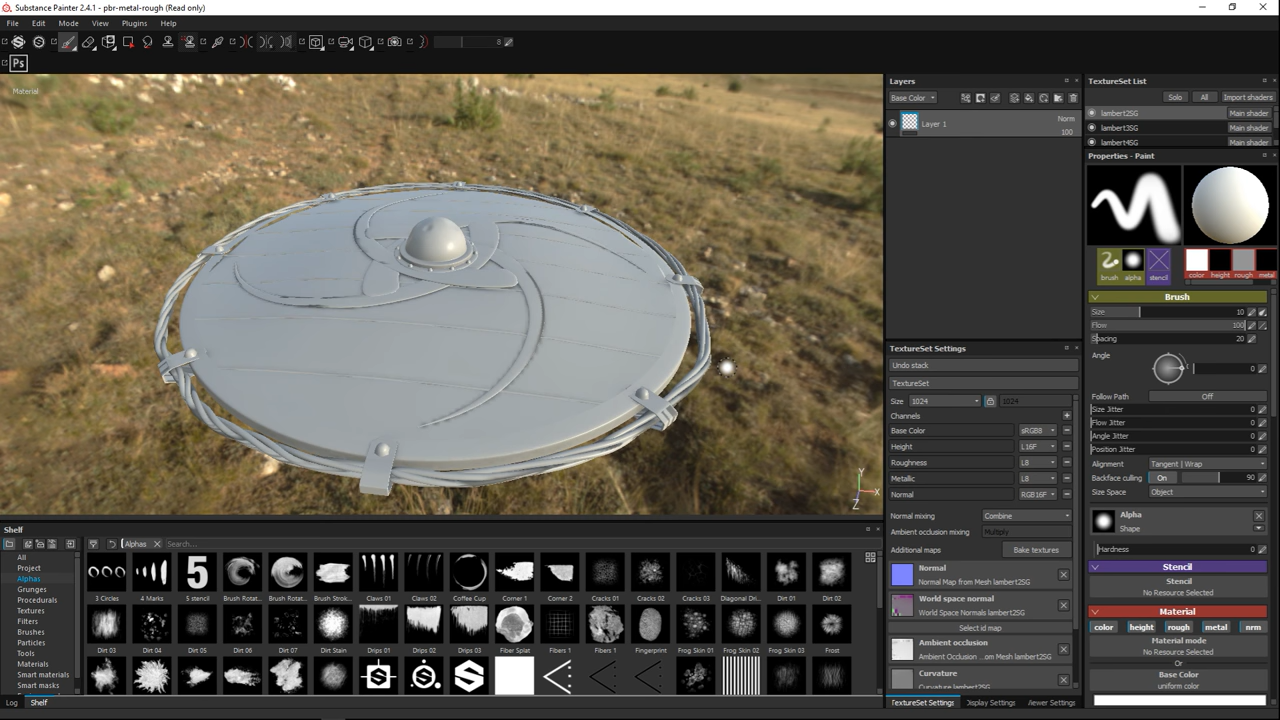 Substance Painter 2.4.1 - pbr-metal-rough (Read only)
File Edit Mode View Plugins Help
8
Ps
Material
Y
X
Z
Layers
Base Color
Layer 1
Norm
100
TextureSet List
Solo All Import shaders
lambert2SG Main shader
lambert3SG Main shader
lambert4SG Main shader
Properties - Paint
brush alpha stencil color height rough metal
Brush
Size 10
Flow 100
Spacing 20
Angle
0
Follow Path Off
Size Jitter 0
Flow Jitter 0
Angle Jitter 0
Position Jitter 0
Alignment Tangent | Wrap
Backface culling On 90
Size Space Object
Alpha
Shape
Hardness 0
Stencil
Stencil
No Resource Selected
Material
color height rough metal nrm
Material mode
No Resource Selected
Or
Base Color
uniform color
TextureSet Settings
Undo stack
TextureSet
Size 1024 1024
Channels
Base Color sRGB8
Height L16F
Roughness L8
Metallic L8
Normal RGB16F
Normal mixing Combine
Ambient occlusion mixing Multiply
Additional maps Bake textures
Normal
Normal Map from Mesh lambert2SG
World space normal
World Space Normals lambert2SG
Select id map
Ambient occlusion
Ambient Occlusion ...om Mesh lambert2SG
Curvature
Curvature lambert2SG
TextureSet Settings Display Settings Viewer Settings
Shelf
Alphas Search...
All
Project
Alphas
Grunges
Procedurals
Textures
Filters
Brushes
Particles
Tools
Materials
Smart materials
Smart masks
5
3 Circles 4 Marks 5 stencil Brush Rotat... Brush Rotat... Brush Strok... Claws 01 Claws 02 Coffee Cup Corner 1 Corner 2 Cracks 01 Cracks 02 Cracks 03 Diagonal Dri... Dirt 01 Dirt 02
Dirt 03 Dirt 04 Dirt 05 Dirt 06 Dirt 07 Dirt Stain Drips 01 Drips 02 Drips 03 Fiber Splat Fibers 1 Fibers 1 Fingerprint Frog Skin 01 Frog Skin 02 Frog Skin 03 Frost
Log Shelf